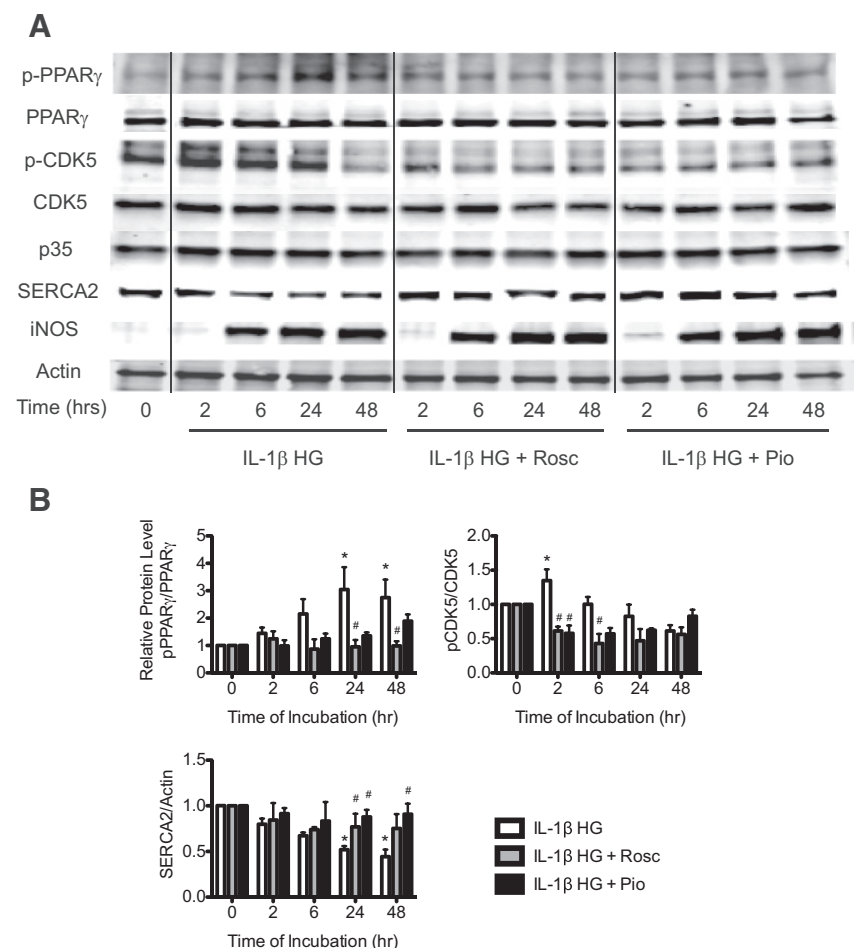 A
p-PPARγ
PPARγ
p-CDK5
CDK5
p35
SERCA2
iNOS
Actin
Time (hrs) 0 2 6 24 48 2 6 24 48 2 6 24 48
IL-1β HG IL-1β HG + Rosc IL-1β HG + Pio
B
Relative Protein Level
pPPARγ/PPARγ
5
4
3
2
1
0
* * # #
0 2 6 24 48
Time of Incubation (hr)
pCDK5/CDK5
2.0
1.5
1.0
0.5
0.0
* # # #
0 2 6 24 48
Time of Incubation (hr)
SERCA2/Actin
1.5
1.0
0.5
0.0
* # # * #
0 2 6 24 48
Time of Incubation (hr)
IL-1β HG
IL-1β HG + Rosc
IL-1β HG + Pio